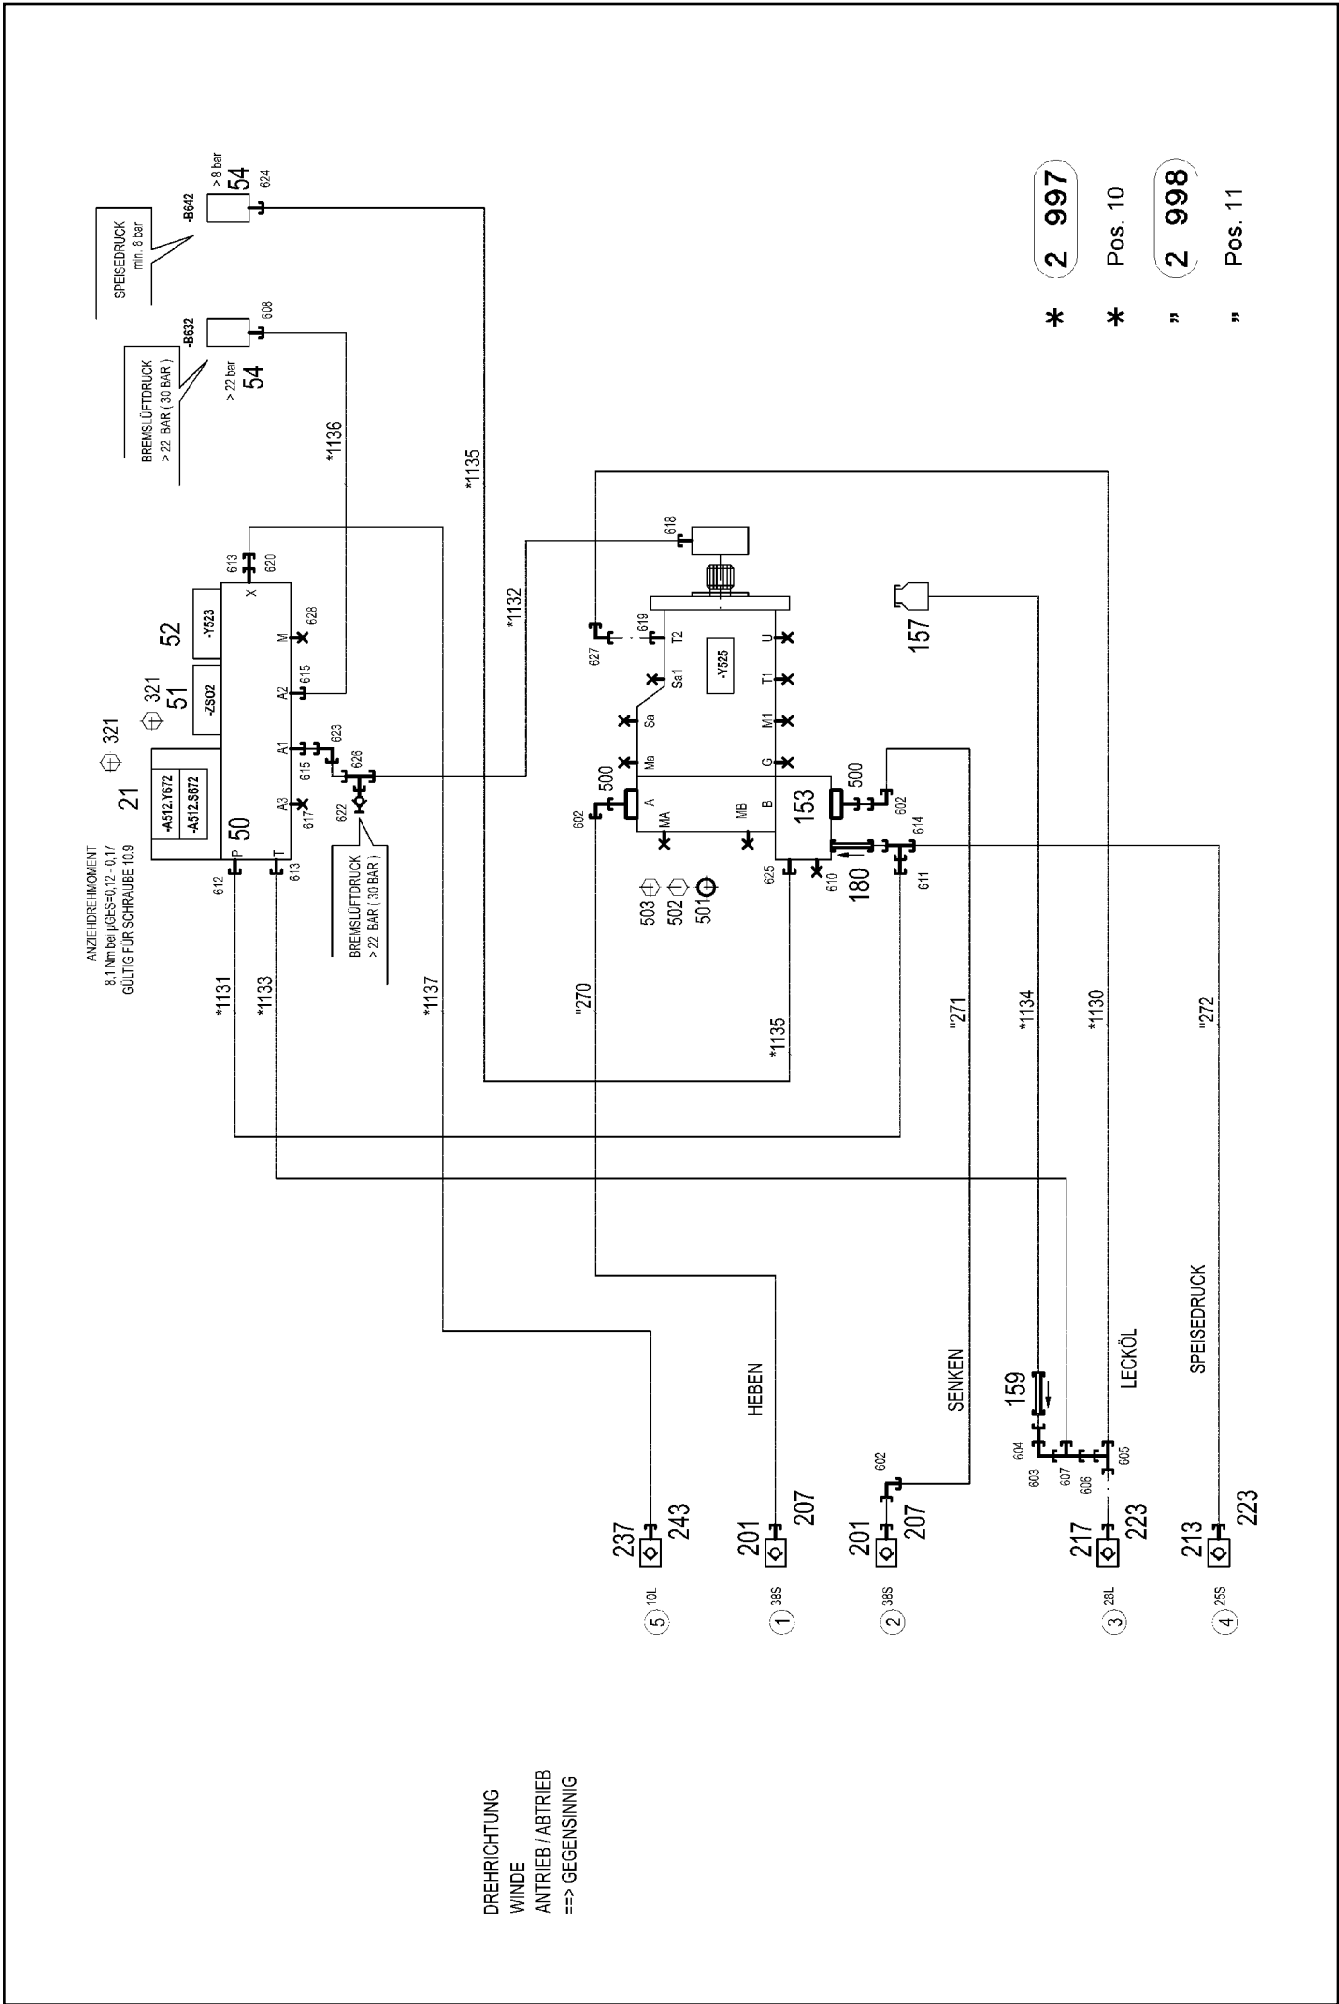 SPEISEDRUCK
min. 8 bar
-B642
> 8 bar
54
624
BREMSLÜFTDRUCK
> 22 BAR ( 30 BAR )
-B632
> 22 bar
54
608
*1136
*1135
ANZIEHDREHMOMENT
8,1 Nm bei µGES=0,12 - 0,17
GÜLTIG FÜR SCHRAUBE 10.9
21
321
321
51
52
-A512.Y672
-A512.S672
-ZS02
-Y523
50
P
T
A3
A1
A2
M
X
612
613
617
615
615
628
613
620
623
626
622
BREMSLÜFTDRUCK
> 22 BAR ( 30 BAR )
*1131
*1133
*1137
*1132
618
"270
602
500
A
MA
MB
B
Ma
Sa
Sa1
T2
G
M1
T1
U
627
619
-Y525
153
500
602
503
502
501
625
610
180
614
611
*1135
157
"271
*1134
*1130
"272
237
243
5
10L
HEBEN
201
207
1
38S
SENKEN
201
207
602
2
38S
159
604
603
607
606
605
LECKÖL
217
223
3
28L
SPEISEDRUCK
213
223
4
25S
DREHRICHTUNG
WINDE
ANTRIEB / ABTRIEB
==> GEGENSINNIG
* 2 997
* Pos. 10
" 2 998
" Pos. 11